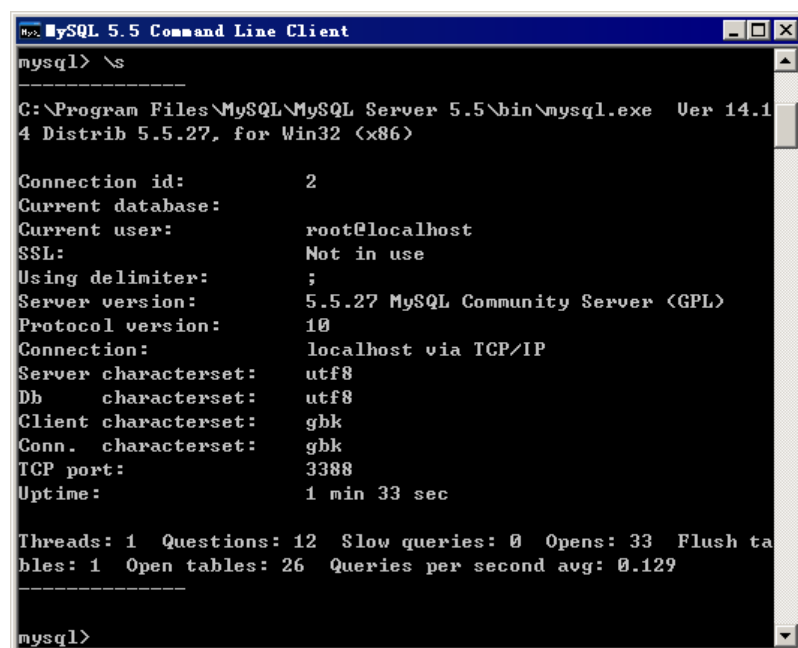 MySQL 5.5 Command Line Client
mysql> \s
--------------
C:\Program Files\MySQL\MySQL Server 5.5\bin\mysql.exe  Ver 14.1
4 Distrib 5.5.27, for Win32 (x86)
Connection id:          2
Current database:
Current user:           root@localhost
SSL:                    Not in use
Using delimiter:        ;
Server version:         5.5.27 MySQL Community Server (GPL)
Protocol version:       10
Connection:             localhost via TCP/IP
Server characterset:    utf8
Db     characterset:    utf8
Client characterset:    gbk
Conn.  characterset:    gbk
TCP port:               3388
Uptime:                 1 min 33 sec
Threads: 1  Questions: 12  Slow queries: 0  Opens: 33  Flush ta
bles: 1  Open tables: 26  Queries per second avg: 0.129
--------------
mysql>